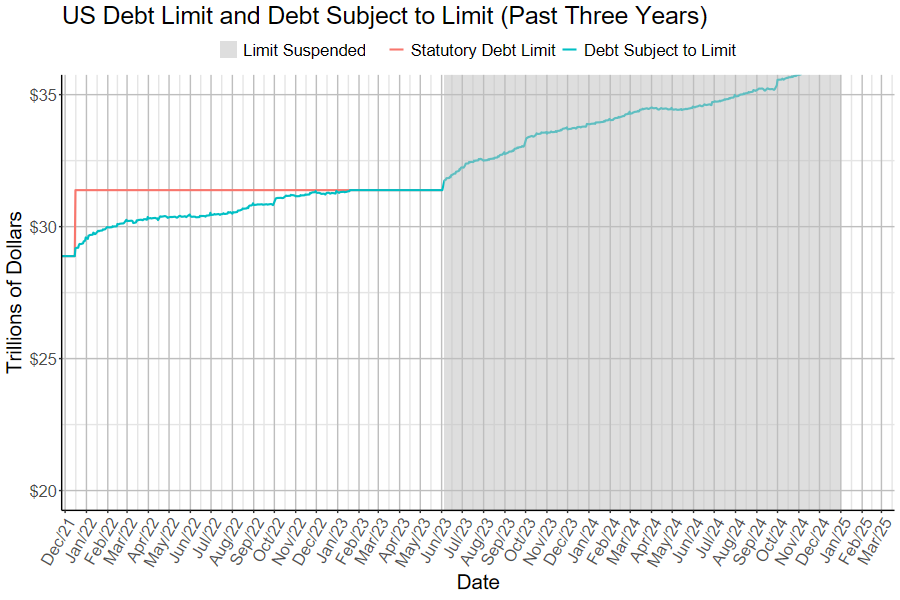 US Debt Limit and Debt Subject to Limit (Past Three Years)
Limit Suspended Statutory Debt Limit Debt Subject to Limit
Trillions of Dollars
$35
$30
$25
$20
Dec/21 Jan/22 Feb/22 Mar/22 Apr/22 May/22 Jun/22 Jul/22 Aug/22 Sep/22 Oct/22 Nov/22 Dec/22 Jan/23 Feb/23 Mar/23 Apr/23 May/23 Jun/23 Jul/23 Aug/23 Sep/23 Oct/23 Nov/23 Dec/23 Jan/24 Feb/24 Mar/24 Apr/24 May/24 Jun/24 Jul/24 Aug/24 Sep/24 Oct/24 Nov/24 Dec/24 Jan/25 Feb/25 Mar/25
Date